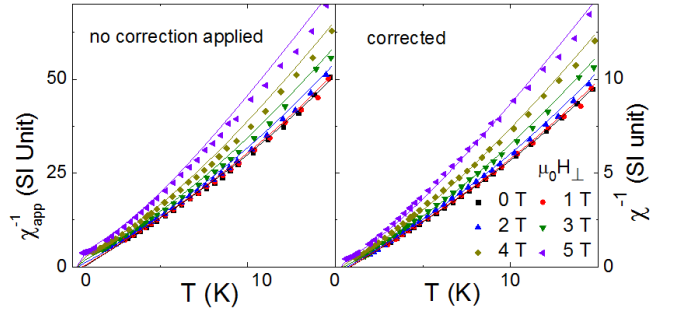 no correction applied
corrected
χ⁻¹app (SI Unit)
50
25
0
0
10
T (K)
0
10
T (K)
μ₀H⊥
0 T
1 T
2 T
3 T
4 T
5 T
10
5
0
χ⁻¹ (SI unit)